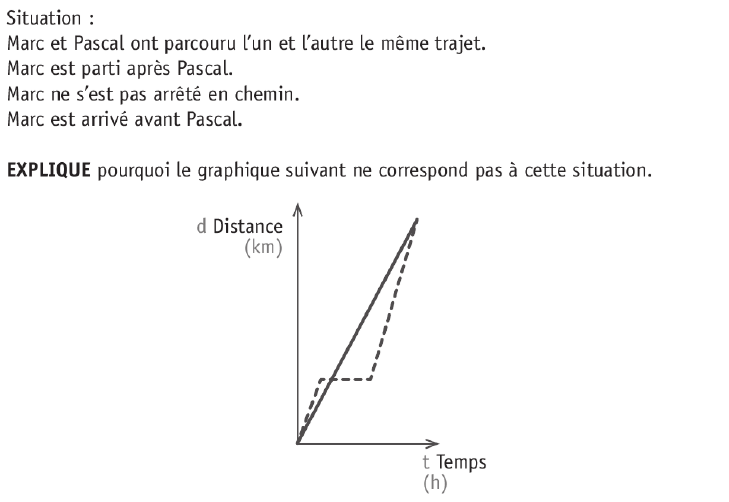 Situation :
Marc et Pascal ont parcouru l'un et l'autre le même trajet.
Marc est parti après Pascal.
Marc ne s'est pas arrêté en chemin.
Marc est arrivé avant Pascal.
EXPLIQUE pourquoi le graphique suivant ne correspond pas à cette situation.
d Distance
(km)
t Temps
(h)